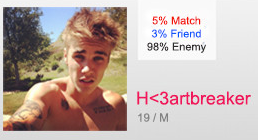 5% Match
3% Friend
98% Enemy
H<3artbreaker
19 / M